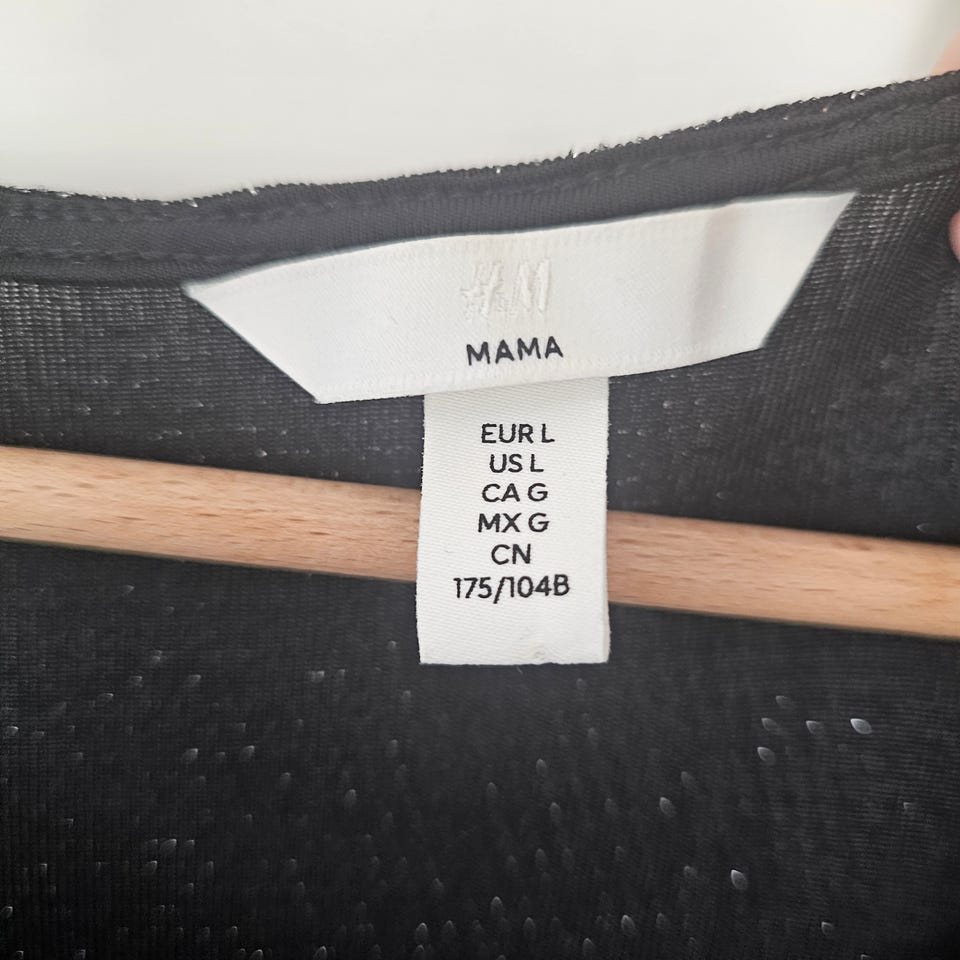 H&M
MAMA
EUR L
US L
CA G
MX G
CN
175/104B